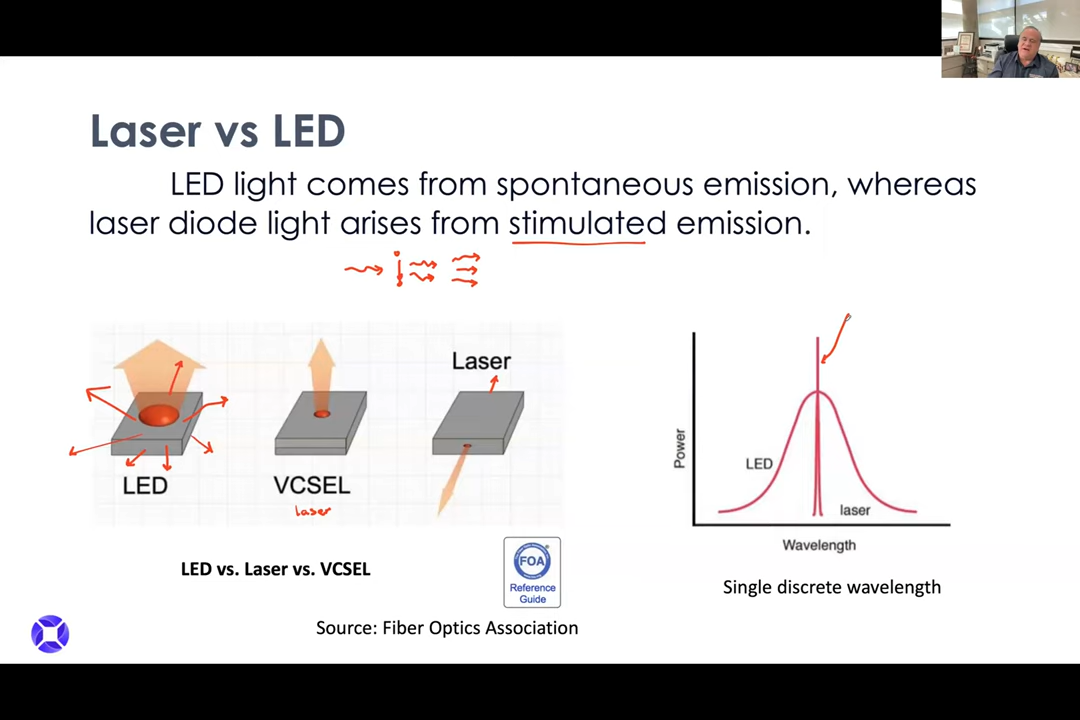 Laser vs LED
LED light comes from spontaneous emission, whereas
laser diode light arises from stimulated emission.
Laser
LED
VCSEL
laser
LED vs. Laser vs. VCSEL
FOA
Reference
Guide
Source: Fiber Optics Association
Power
LED
laser
Wavelength
Single discrete wavelength